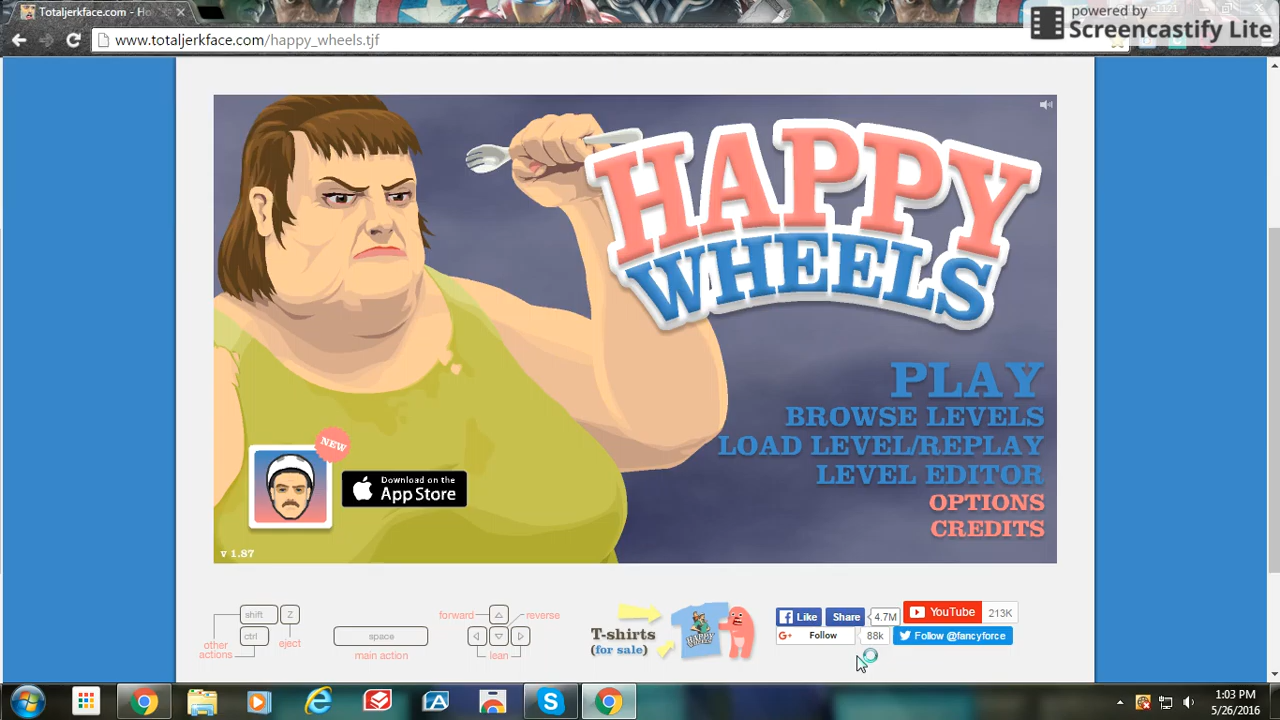 Totaljerkface.com - Ho
powered by
Screencastify Lite
www.totaljerkface.com/happy_wheels.tjf
HAPPY
WHEELS
PLAY
BROWSE LEVELS
LOAD LEVEL/REPLAY
LEVEL EDITOR
OPTIONS
CREDITS
NEW
Download on the
App Store
v 1.87
shift
Z
ctrl
eject
other
actions
space
main action
forward
reverse
lean
T-shirts
(for sale)
HAPPY
WHEELS
Like
Share
4.7M
YouTube
213K
G+
Follow
88k
Follow @fancyforce
S
1:03 PM
5/26/2016